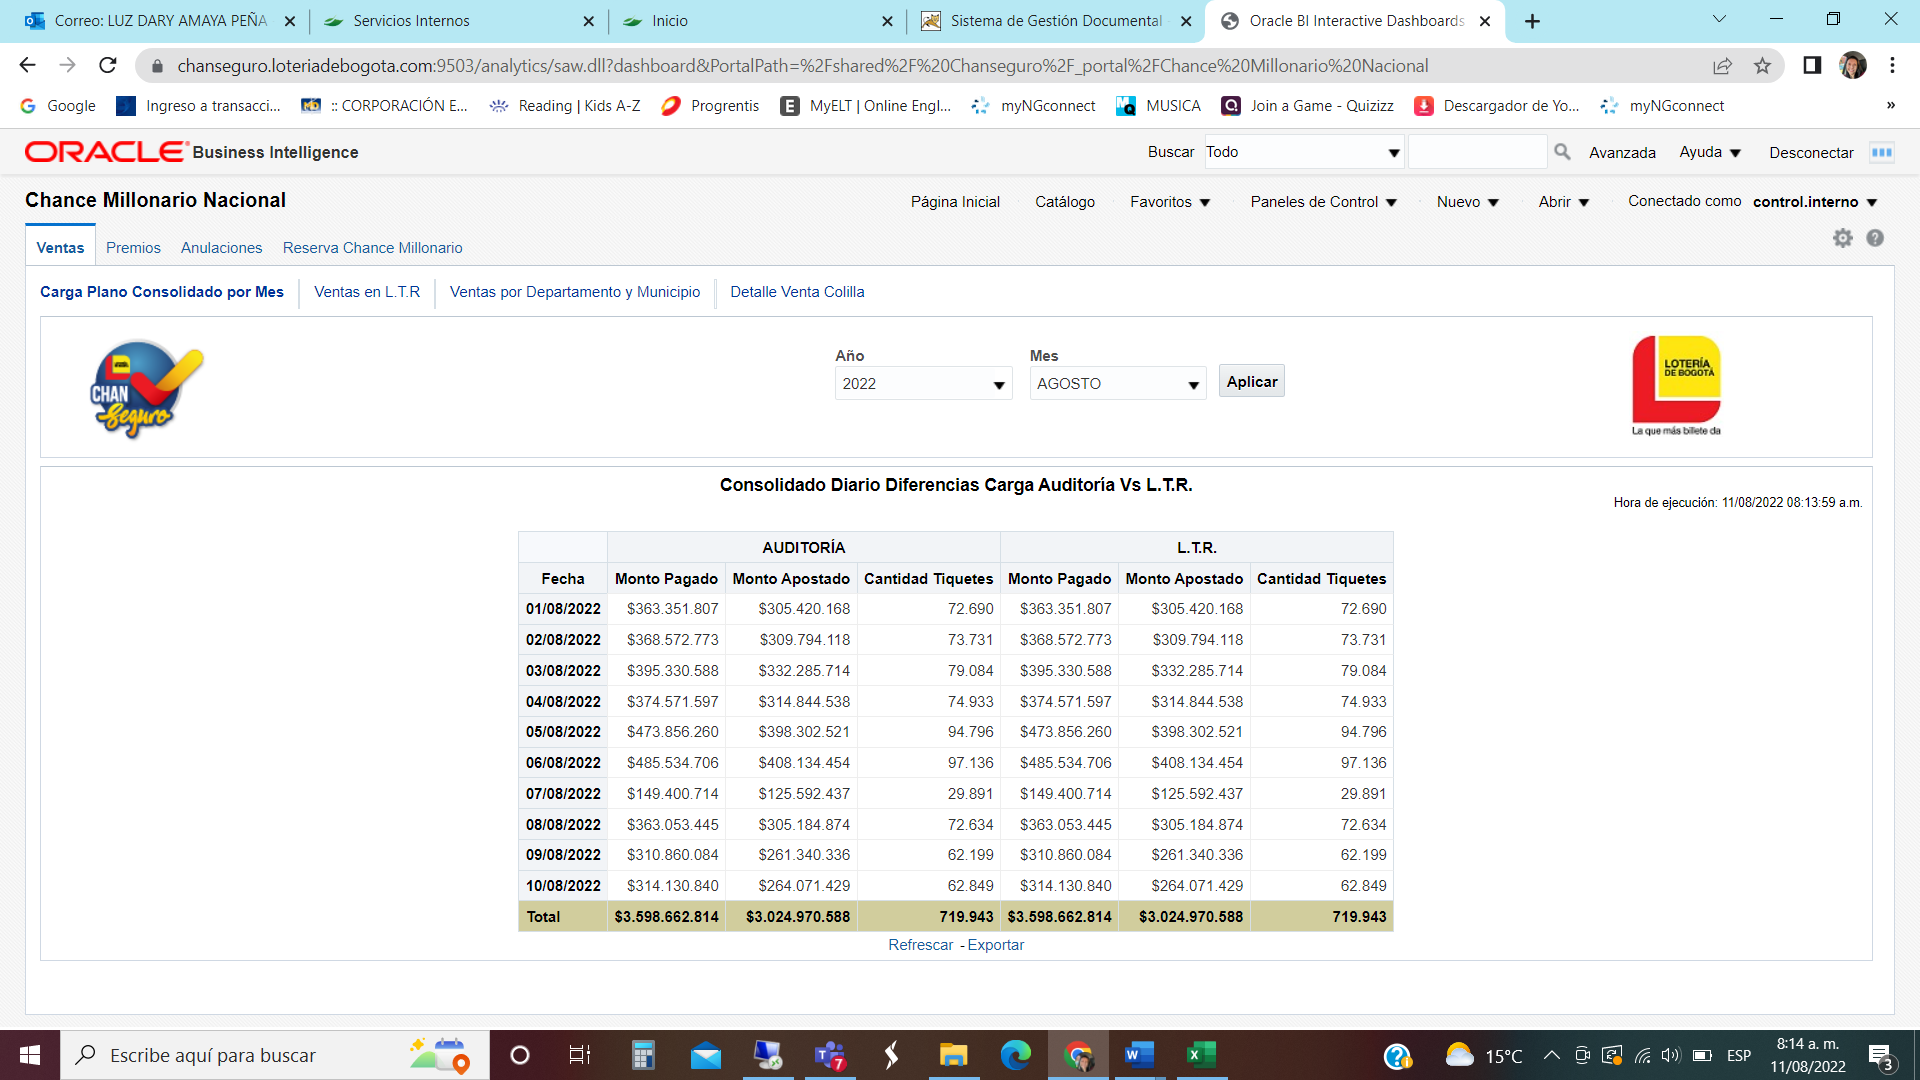 Correo: LUZ DARY AMAYA PEÑA
Servicios Internos
Inicio
Sistema de Gestión Documental
Oracle BI Interactive Dashboards
chanseguro.loteriadebogota.com:9503/analytics/saw.dll?dashboard&PortalPath=%2Fshared%2F%20Chanseguro%2F_portal%2FChance%20Millonario%20Nacional
Google
Ingreso a transacci...
:: CORPORACIÓN E...
Reading | Kids A-Z
Progrentis
MyELT | Online Engl...
myNGconnect
MUSICA
Join a Game - Quizizz
Descargador de Yo...
myNGconnect
»
ORACLE Business Intelligence
Buscar Todo Avanzada Ayuda Desconectar
Chance Millonario Nacional
Página Inicial Catálogo Favoritos Paneles de Control Nuevo Abrir Conectado como control.interno
Ventas Premios Anulaciones Reserva Chance Millonario
Carga Plano Consolidado por Mes Ventas en L.T.R Ventas por Departamento y Municipio Detalle Venta Colilla
CHAN
Seguro
Año Mes
2022 AGOSTO Aplicar
LOTERÍA
DE BOGOTÁ
La que más billete da
Consolidado Diario Diferencias Carga Auditoría Vs L.T.R.
Hora de ejecución: 11/08/2022 08:13:59 a.m.
AUDITORÍA L.T.R.
Fecha Monto Pagado Monto Apostado Cantidad Tiquetes Monto Pagado Monto Apostado Cantidad Tiquetes
01/08/2022 $363.351.807 $305.420.168 72.690 $363.351.807 $305.420.168 72.690
02/08/2022 $368.572.773 $309.794.118 73.731 $368.572.773 $309.794.118 73.731
03/08/2022 $395.330.588 $332.285.714 79.084 $395.330.588 $332.285.714 79.084
04/08/2022 $374.571.597 $314.844.538 74.933 $374.571.597 $314.844.538 74.933
05/08/2022 $473.856.260 $398.302.521 94.796 $473.856.260 $398.302.521 94.796
06/08/2022 $485.534.706 $408.134.454 97.136 $485.534.706 $408.134.454 97.136
07/08/2022 $149.400.714 $125.592.437 29.891 $149.400.714 $125.592.437 29.891
08/08/2022 $363.053.445 $305.184.874 72.634 $363.053.445 $305.184.874 72.634
09/08/2022 $310.860.084 $261.340.336 62.199 $310.860.084 $261.340.336 62.199
10/08/2022 $314.130.840 $264.071.429 62.849 $314.130.840 $264.071.429 62.849
Total $3.598.662.814 $3.024.970.588 719.943 $3.598.662.814 $3.024.970.588 719.943
Refrescar - Exportar
Escribe aquí para buscar
7
15°C
ESP
8:14 a. m.
11/08/2022
3